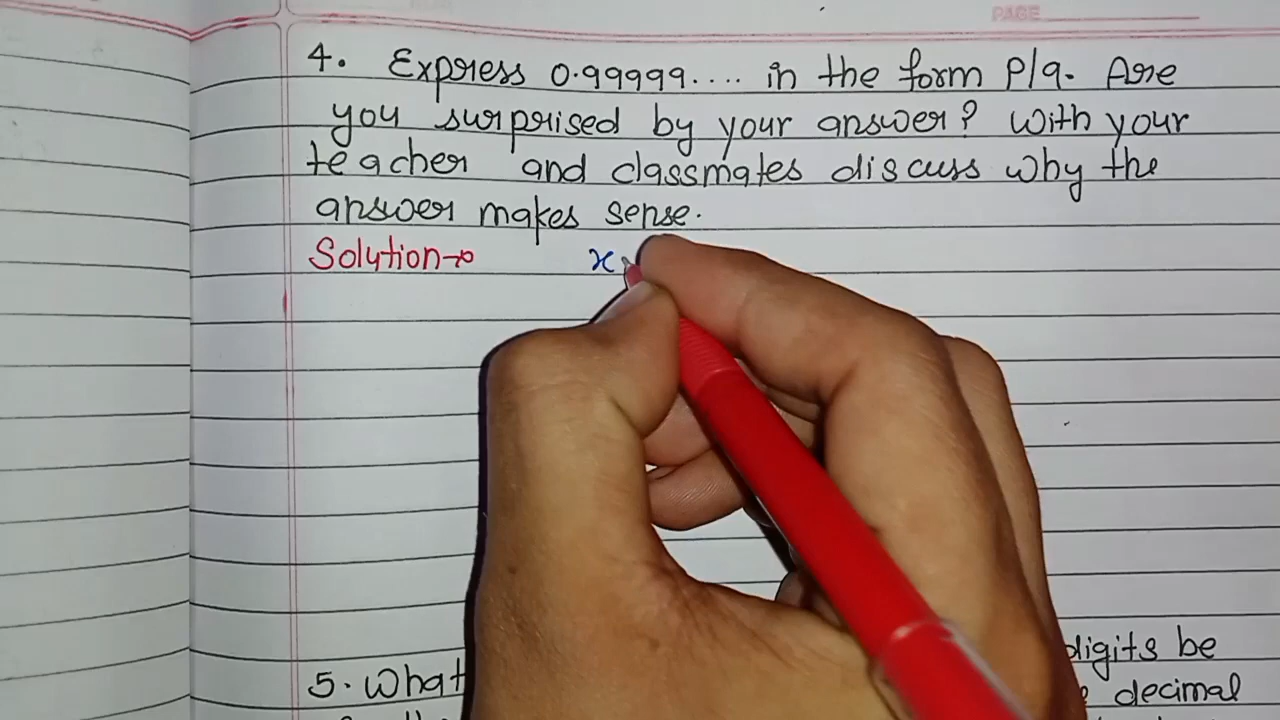 PAGE
4. Express 0.99999.... in the form p/q. Are
you surprised by your answer? With your
teacher and classmates discuss why the
answer makes sense.
Solution→ x
digits be
5. What decimal